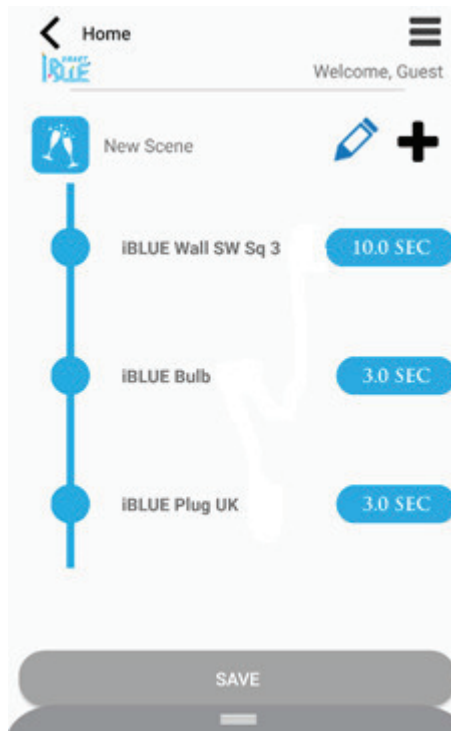 Home
iBLUE
Welcome, Guest
New Scene
iBLUE Wall SW Sq 3
10.0 SEC
iBLUE Bulb
3.0 SEC
iBLUE Plug UK
3.0 SEC
SAVE